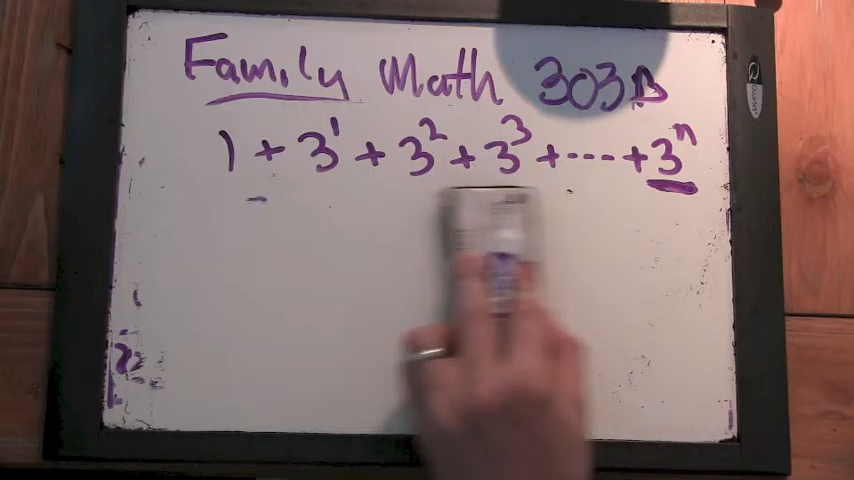 Family Math 303
1 + 3¹ + 3² + 3³ + ---- + 3ⁿ